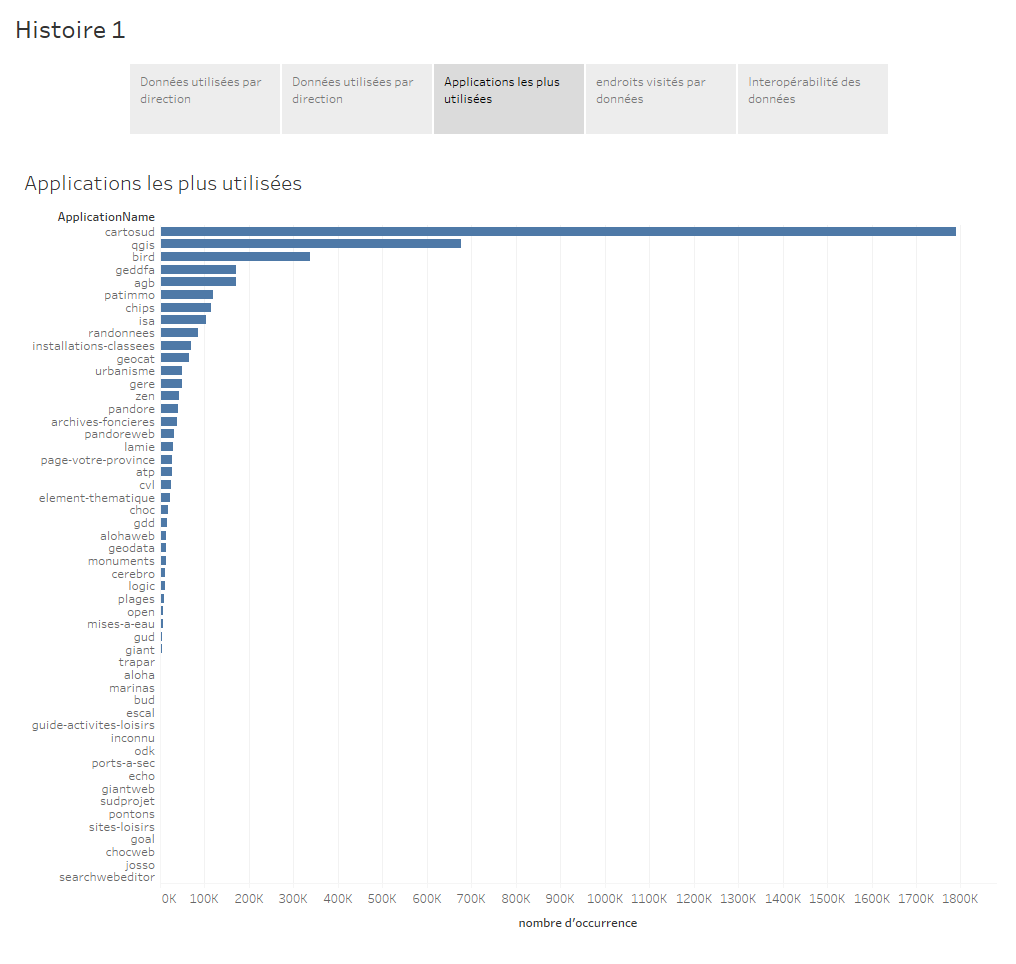 Histoire 1
Données utilisées par
direction
Données utilisées par
direction
Applications les plus
utilisées
endroits visités par
données
Interopérabilité des
données
Applications les plus utilisées
ApplicationName
cartosud
qgis
bird
geddfa
agb
patimmo
chips
isa
randonnees
installations-classees
geocat
urbanisme
gere
zen
pandore
archives-foncieres
pandoreweb
lamie
page-votre-province
atp
cvl
element-thematique
choc
gdd
alohaweb
geodata
monuments
cerebro
logic
plages
open
mises-a-eau
gud
giant
trapar
aloha
marinas
bud
escal
guide-activites-loisirs
inconnu
odk
ports-a-sec
echo
giantweb
sudprojet
pontons
sites-loisirs
goal
chocweb
josso
searchwebeditor
0K 100K 200K 300K 400K 500K 600K 700K 800K 900K 1000K 1100K 1200K 1300K 1400K 1500K 1600K 1700K 1800K
nombre d'occurrence